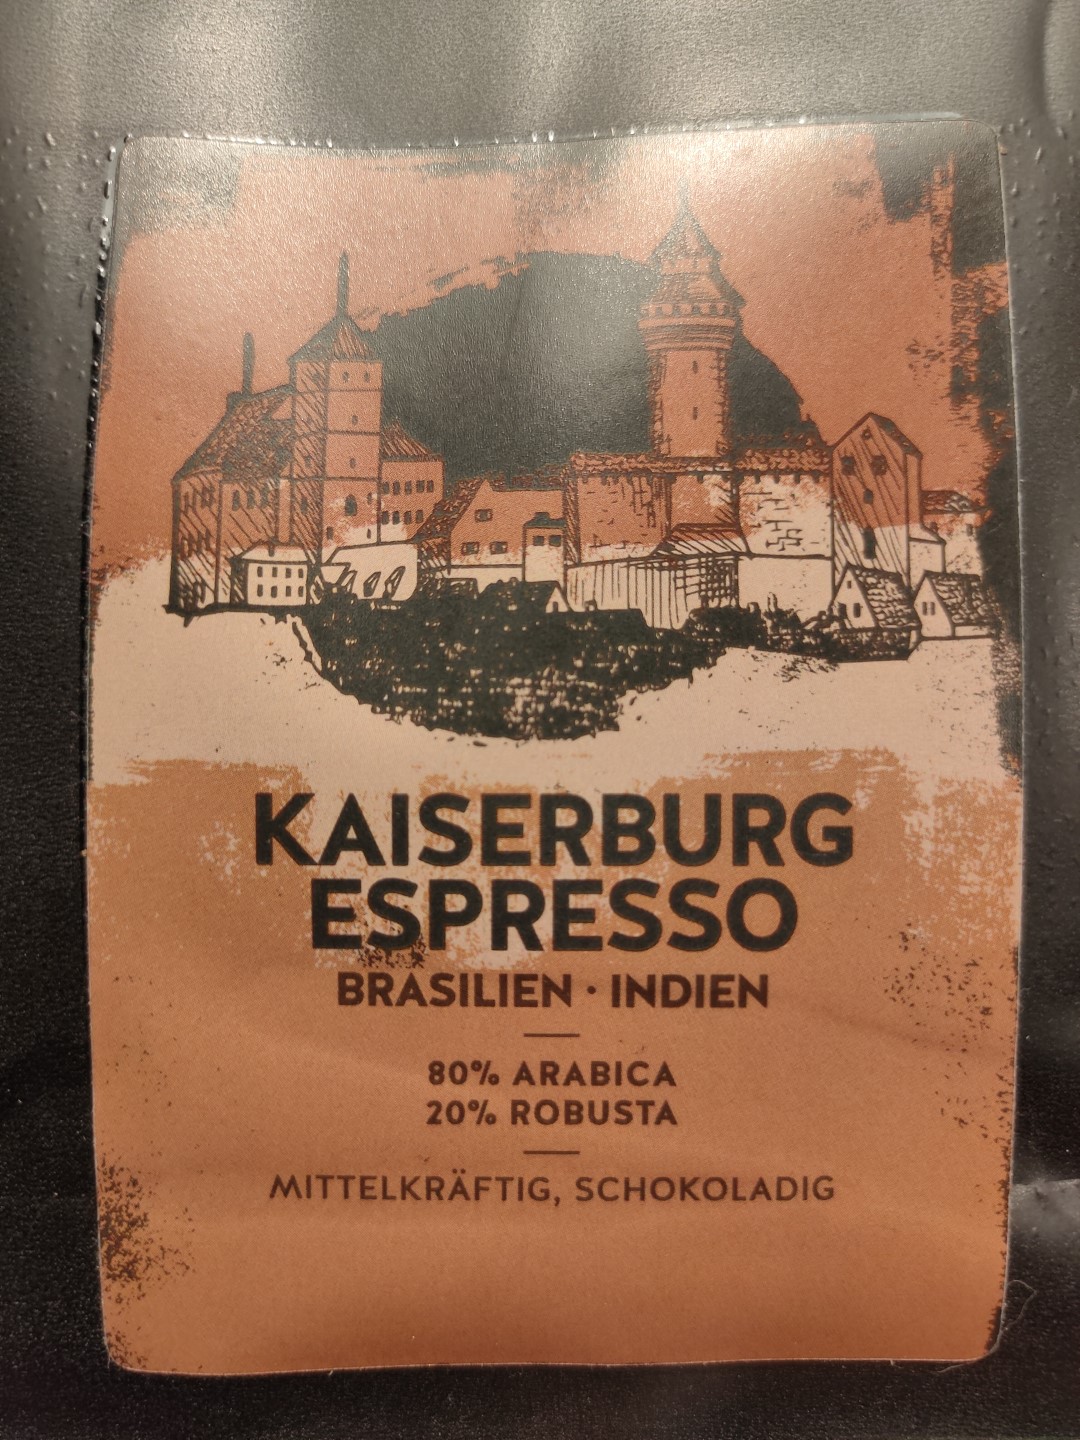 KAISERBURG
ESPRESSO
BRASILIEN · INDIEN
80% ARABICA
20% ROBUSTA
MITTELKRÄFTIG, SCHOKOLADIG